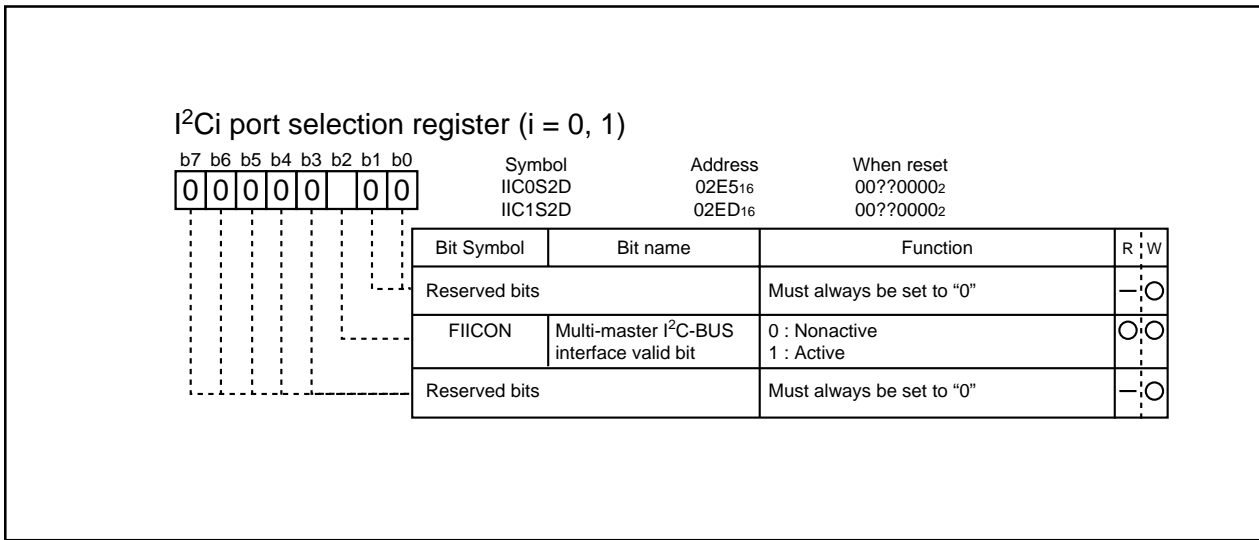 I²Ci port selection register (i = 0, 1)
b7 b6 b5 b4 b3 b2 b1 b0
0 0 0 0 0 0 0
Symbol Address When reset
IIC0S2D 02E5₁₆ 00??0000₂
IIC1S2D 02ED₁₆ 00??0000₂
Bit Symbol Bit name Function R W
Reserved bits Must always be set to “0”
FIICON Multi-master I²C-BUS 0 : Nonactive
interface valid bit 1 : Active
Reserved bits Must always be set to “0”